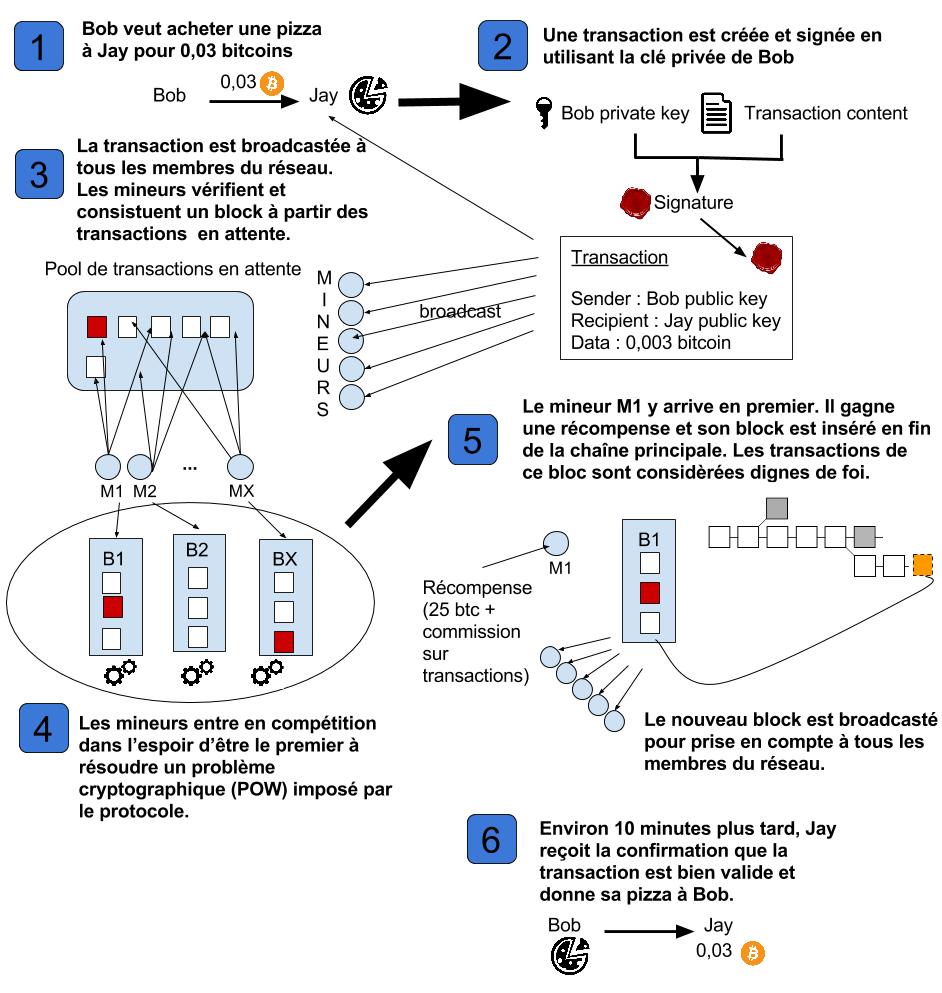 1
Bob veut acheter une pizza
à Jay pour 0,03 bitcoins
0,03
Bob
Jay
2
Une transaction est créée et signée en
utilisant la clé privée de Bob
Bob private key
Transaction content
Signature
Transaction
Sender : Bob public key
Recipient : Jay public key
Data : 0,003 bitcoin
3
La transaction est broadcastée à
tous les membres du réseau.
Les mineurs vérifient et
consistuent un block à partir des
transactions en attente.
Pool de transactions en attente
M
I
N
E
U
R
S
broadcast
...
M1
M2
MX
B1
B2
BX
4
Les mineurs entre en compétition
dans l’espoir d’être le premier à
résoudre un problème
cryptographique (POW) imposé par
le protocole.
5
Le mineur M1 y arrive en premier. Il gagne
une récompense et son block est inséré en fin
de la chaîne principale. Les transactions de
ce bloc sont considèrées dignes de foi.
M1
B1
Récompense
(25 btc +
commission
sur
transactions)
Le nouveau block est broadcasté
pour prise en compte à tous les
membres du réseau.
6
Environ 10 minutes plus tard, Jay
reçoit la confirmation que la
transaction est bien valide et
donne sa pizza à Bob.
Bob
Jay
0,03